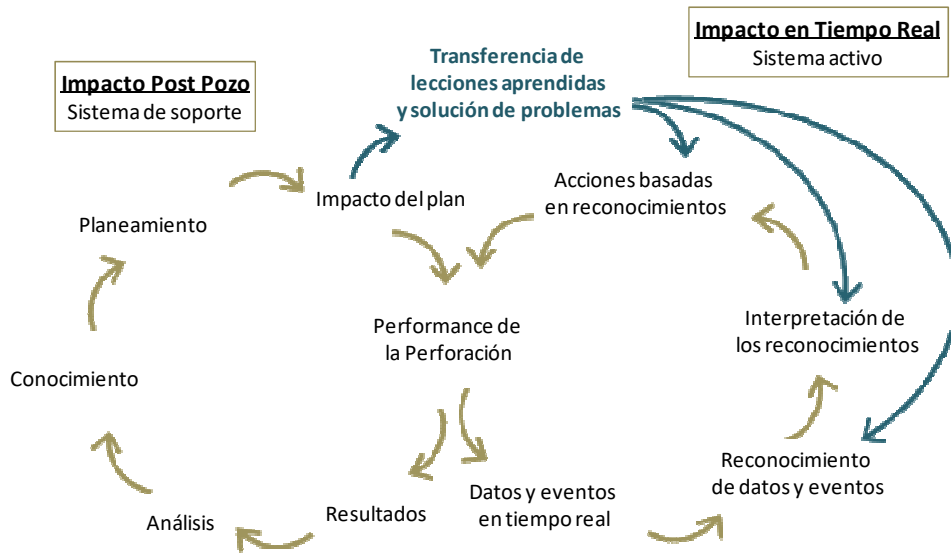 Impacto Post Pozo
Sistema de soporte
Transferencia de
lecciones aprendidas
y solución de problemas
Impacto en Tiempo Real
Sistema activo
Planeamiento
Impacto del plan
Acciones basadas
en reconocimientos
Performance de
la Perforación
Interpretación de
los reconocimientos
Conocimiento
Análisis
Resultados
Datos y eventos
en tiempo real
Reconocimiento
de datos y eventos